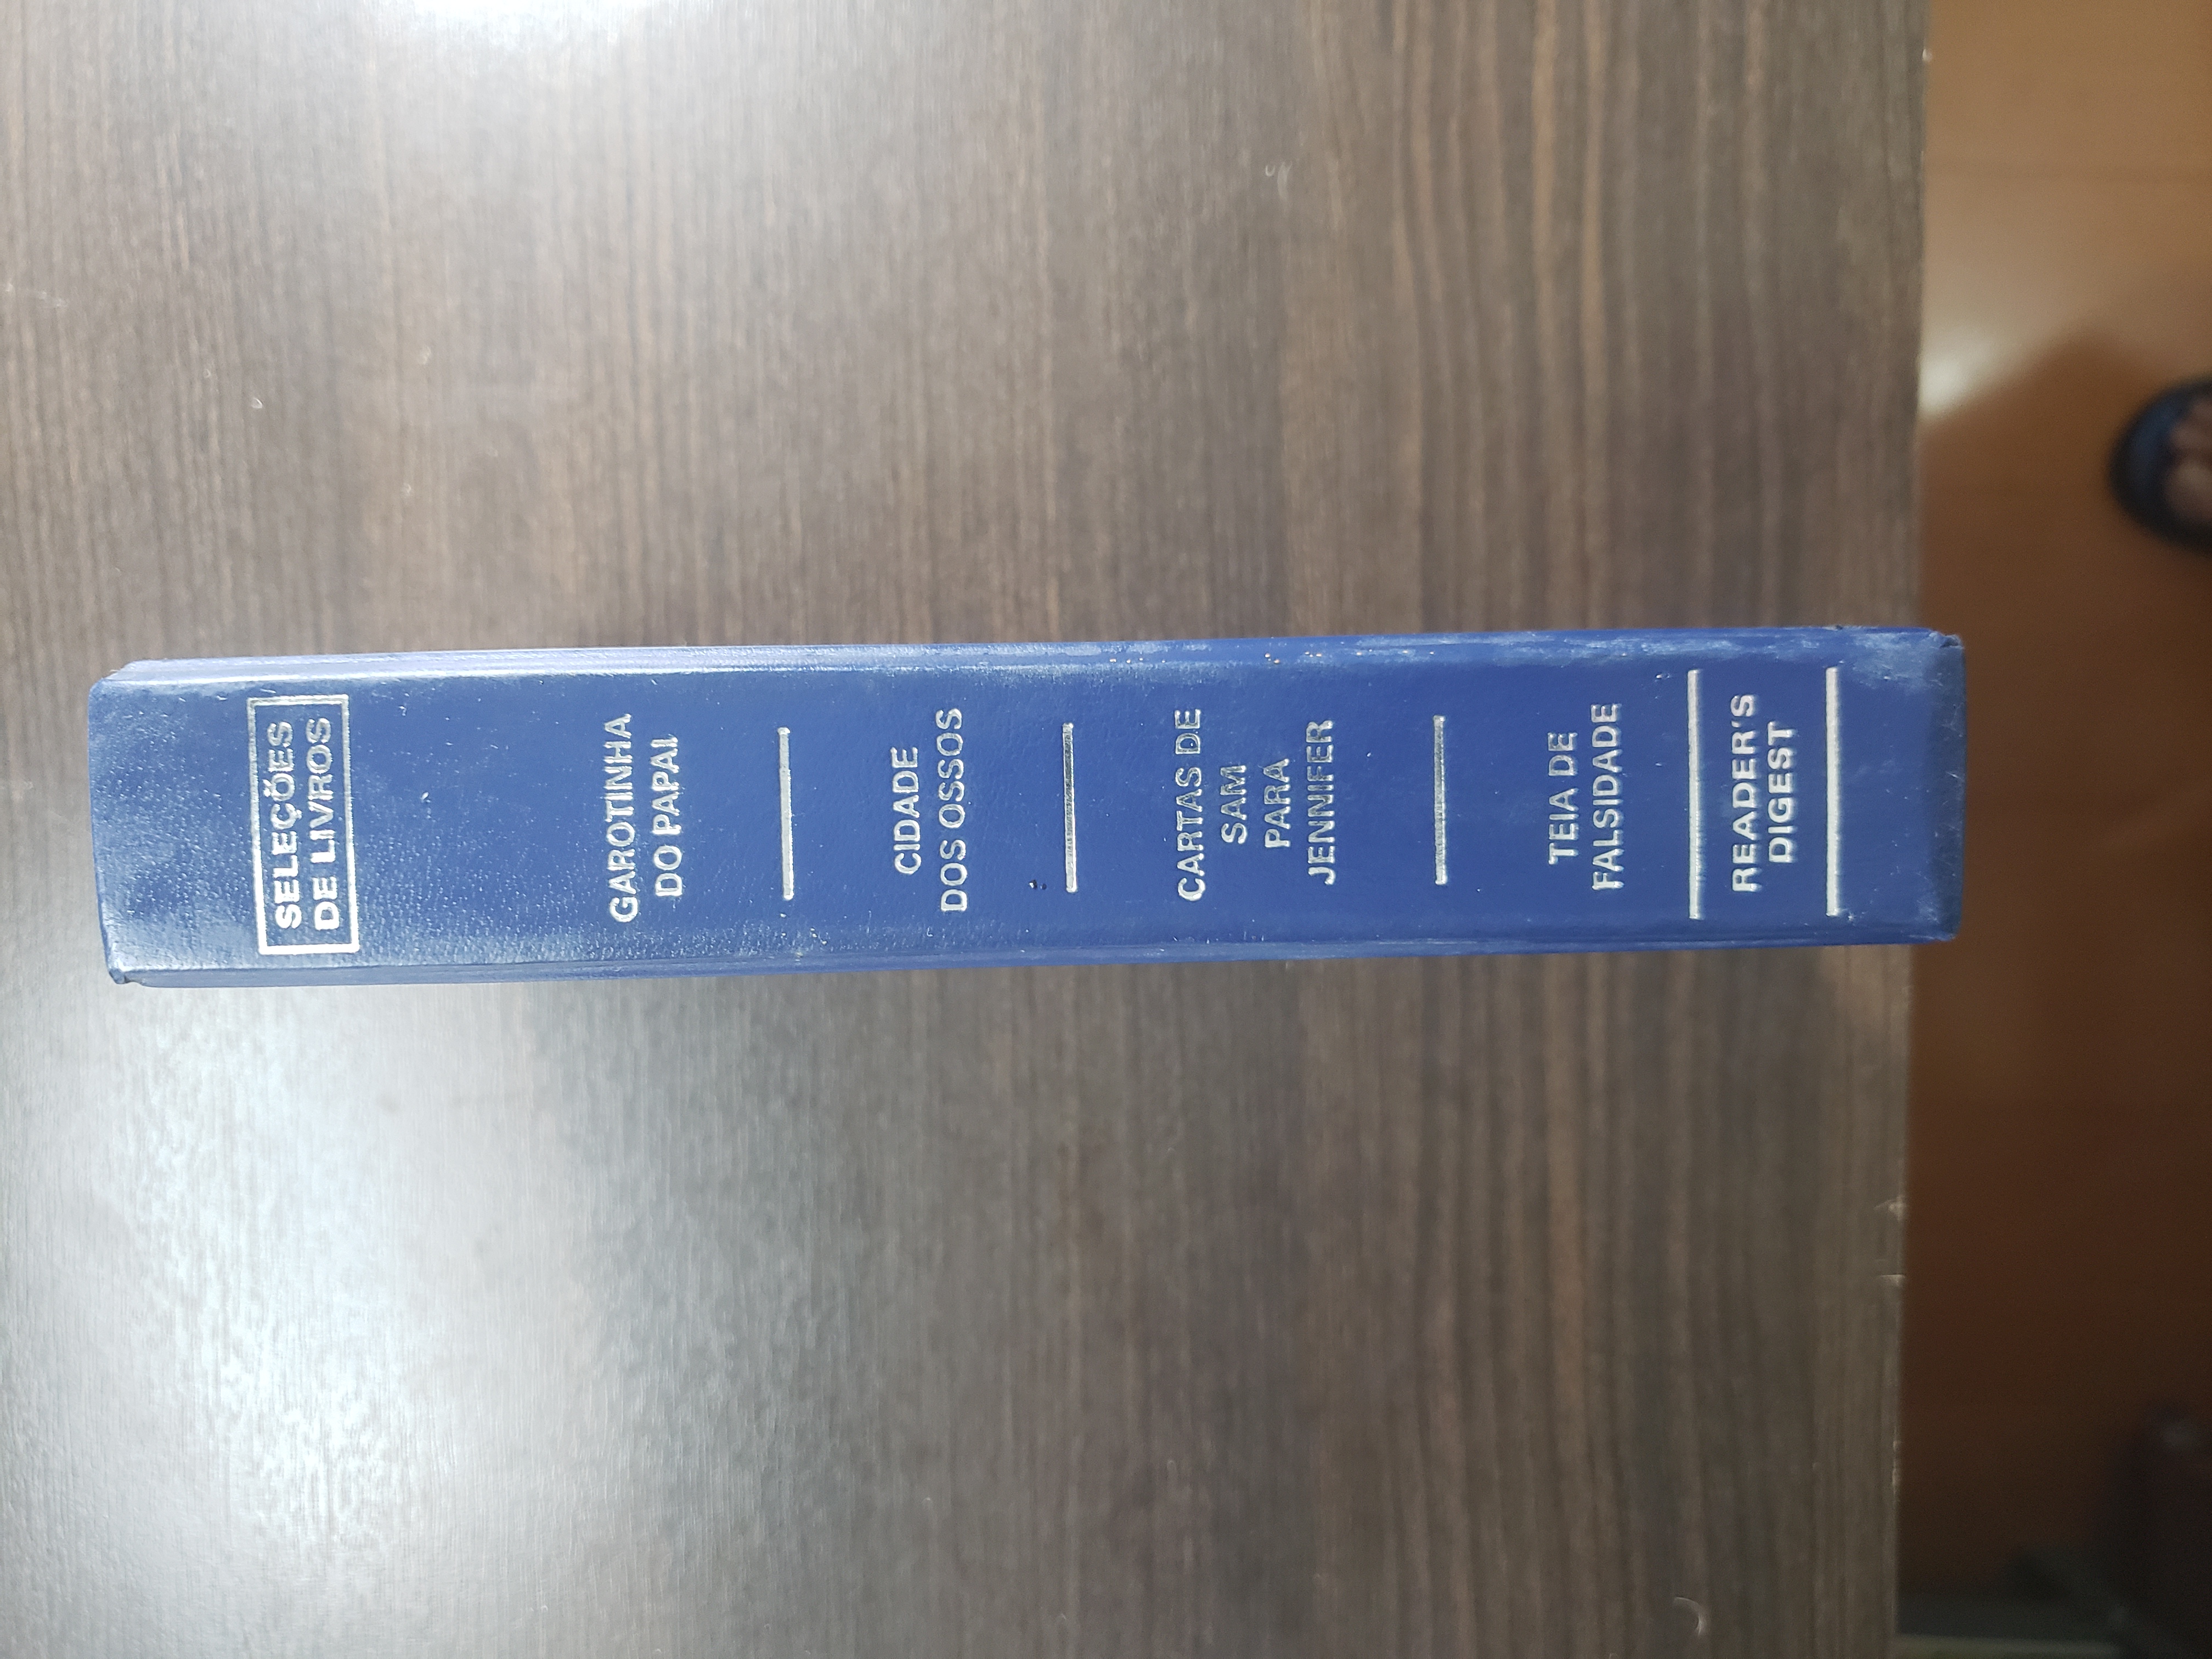 SELEÇÕES
DE LIVROS
GAROTINHA
DO PAPAI
CIDADE
DOS OSSOS
CARTAS DE
SAM
PARA
JENNIFER
TEIA DE
FALSIDADE
READER'S
DIGEST